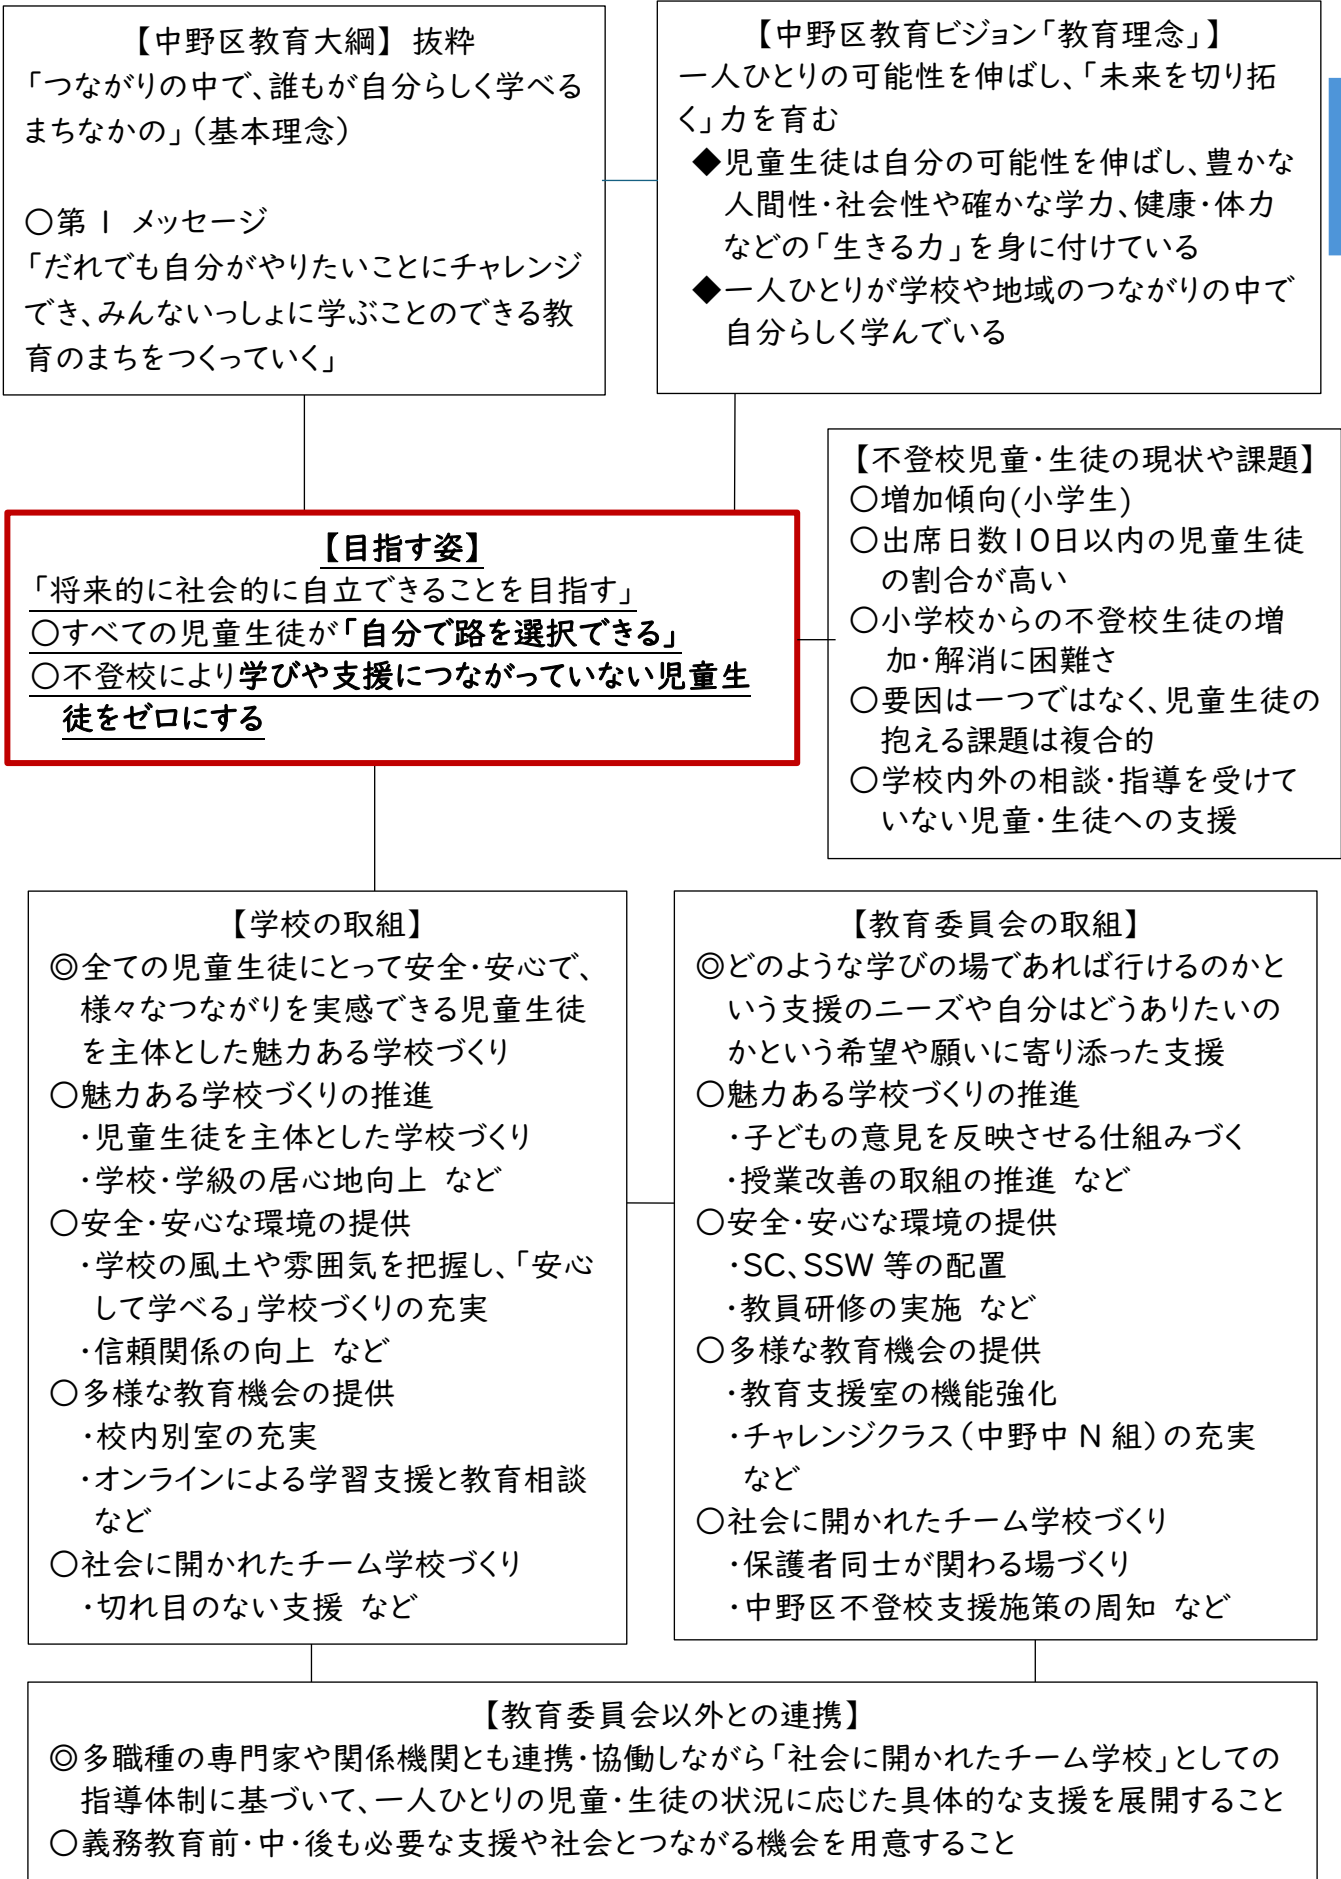 【中野区教育大綱】 抜粋
「つながりの中で、誰もが自分らしく学べる
まちなかの」（基本理念）
○第 1 メッセージ
「だれでも自分がやりたいことにチャレンジ
でき、みんないっしょに学ぶことのできる教
育のまちをつくっていく」
【中野区教育ビジョン「教育理念」】
一人ひとりの可能性を伸ばし、「未来を切り拓
く」力を育む
◆児童生徒は自分の可能性を伸ばし、豊かな
人間性・社会性や確かな学力、健康・体力
などの「生きる力」を身に付けている
◆一人ひとりが学校や地域のつながりの中で
自分らしく学んでいる
【不登校児童・生徒の現状や課題】
○増加傾向(小学生)
○出席日数10日以内の児童生徒
の割合が高い
○小学校からの不登校生徒の増
加・解消に困難さ
○要因は一つではなく、児童生徒の
抱える課題は複合的
○学校内外の相談・指導を受けて
いない児童・生徒への支援
【目指す姿】
「将来的に社会的に自立できることを目指す」
○すべての児童生徒が「自分で路を選択できる」
○不登校により学びや支援につながっていない児童生
徒をゼロにする
【学校の取組】
◎全ての児童生徒にとって安全・安心で、
様々なつながりを実感できる児童生徒
を主体とした魅力ある学校づくり
○魅力ある学校づくりの推進
・児童生徒を主体とした学校づくり
・学校・学級の居心地向上 など
○安全・安心な環境の提供
・学校の風土や雰囲気を把握し、「安心
して学べる」学校づくりの充実
・信頼関係の向上 など
○多様な教育機会の提供
・校内別室の充実
・オンラインによる学習支援と教育相談
など
○社会に開かれたチーム学校づくり
・切れ目のない支援 など
【教育委員会の取組】
◎どのような学びの場であれば行けるのかと
いう支援のニーズや自分はどうありたいの
かという希望や願いに寄り添った支援
○魅力ある学校づくりの推進
・子どもの意見を反映させる仕組みづく
・授業改善の取組の推進 など
○安全・安心な環境の提供
・SC、SSW 等の配置
・教員研修の実施 など
○多様な教育機会の提供
・教育支援室の機能強化
・チャレンジクラス（中野中 N 組）の充実
など
○社会に開かれたチーム学校づくり
・保護者同士が関わる場づくり
・中野区不登校支援施策の周知 など
【教育委員会以外との連携】
◎多職種の専門家や関係機関とも連携・協働しながら「社会に開かれたチーム学校」としての
指導体制に基づいて、一人ひとりの児童・生徒の状況に応じた具体的な支援を展開すること
○義務教育前・中・後も必要な支援や社会とつながる機会を用意すること